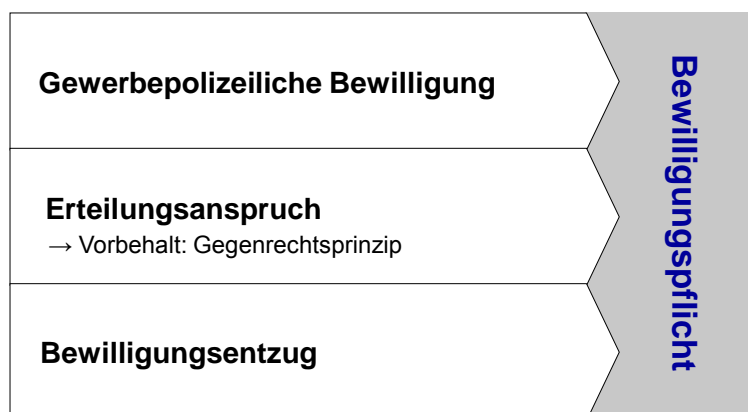 Gewerbepolizeiliche Bewilligung
Erteilungsanspruch
→ Vorbehalt: Gegenrechtsprinzip
Bewilligungsentzug
Bewilligungspflicht